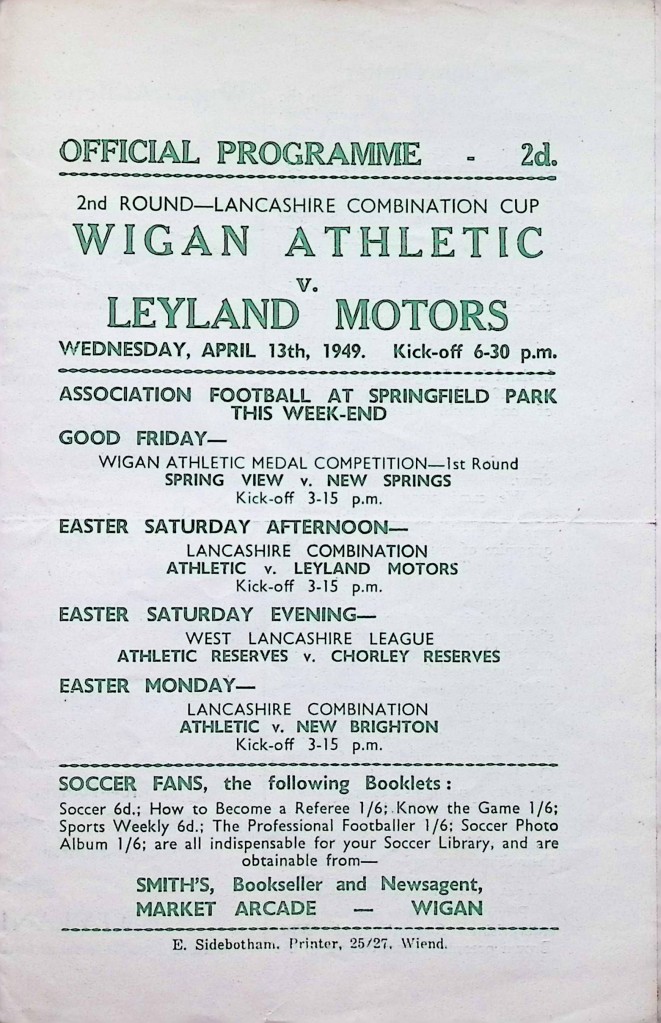 OFFICIAL PROGRAMME - 2d.
2nd ROUND—LANCASHIRE COMBINATION CUP
WIGAN ATHLETIC
v.
LEYLAND MOTORS
WEDNESDAY, APRIL 13th, 1949. Kick-off 6-30 p.m.
ASSOCIATION FOOTBALL AT SPRINGFIELD PARK
THIS WEEK-END
GOOD FRIDAY—
WIGAN ATHLETIC MEDAL COMPETITION—1st Round
SPRING VIEW v. NEW SPRINGS
Kick-off 3-15 p.m.
EASTER SATURDAY AFTERNOON—
LANCASHIRE COMBINATION
ATHLETIC v. LEYLAND MOTORS
Kick-off 3-15 p.m.
EASTER SATURDAY EVENING—
WEST LANCASHIRE LEAGUE
ATHLETIC RESERVES v. CHORLEY RESERVES
EASTER MONDAY—
LANCASHIRE COMBINATION
ATHLETIC v. NEW BRIGHTON
Kick-off 3-15 p.m.
SOCCER FANS, the following Booklets:
Soccer 6d.; How to Become a Referee 1/6; Know the Game 1/6;
Sports Weekly 6d.; The Professional Footballer 1/6; Soccer Photo
Album 1/6; are all indispensable for your Soccer Library, and are
obtainable from—
SMITH'S, Bookseller and Newsagent,
MARKET ARCADE — WIGAN
E. Sidebotham. Printer, 25/27, Wiend.